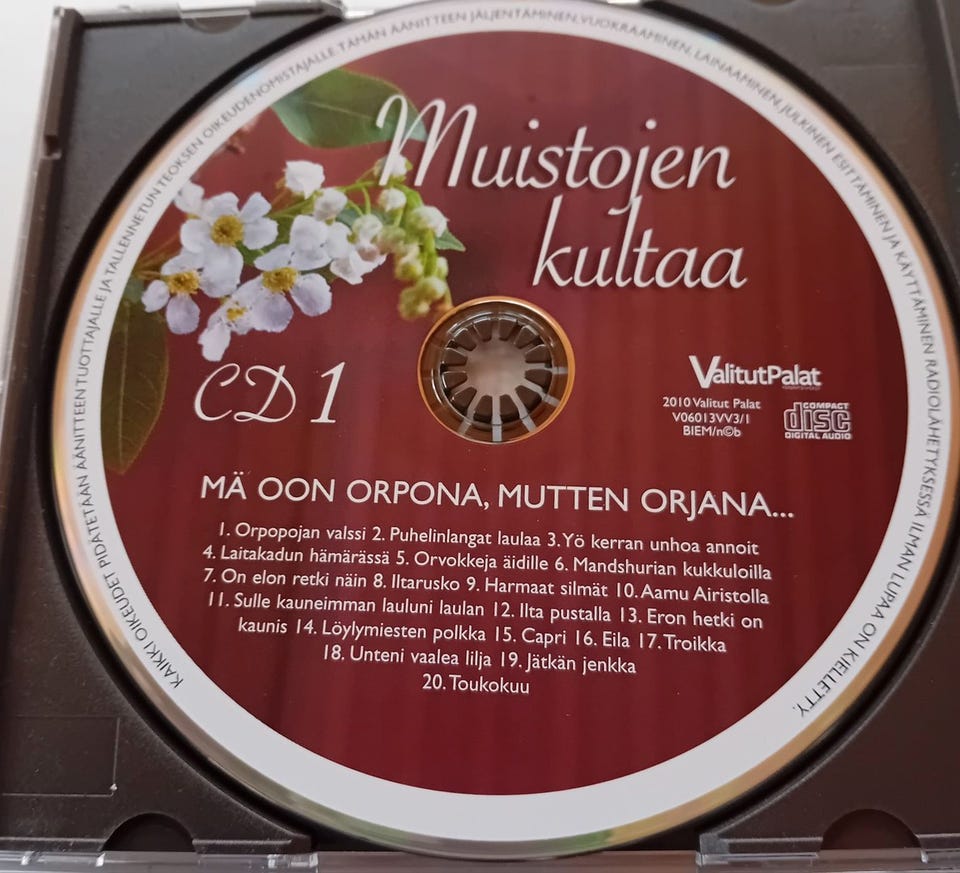 KAIKKI OIKEUDET PIDÄTETÄÄN ÄÄNITTEEN TUOTTAJALLE JA TALLENNETUN TEOKSEN OIKEUDENOMISTAJALLE. TÄMÄN ÄÄNITTEEN JÄLJENTÄMINEN, VUOKRAAMINEN, LAINAAMINEN, JULKINEN ESITTÄMINEN JA KÄYTTÄMINEN RADIOLÄHETYKSESSÄ ILMAN LUPAA ON KIELLETTY.
Muistojen
kultaa
CD 1
ValitutPalat
2010 Valitut Palat
V06013VV3/1
BIEM/n©b
COMPACT
disc
DIGITAL AUDIO
MÄ OON ORPONA, MUTTEN ORJANA...
1. Orpopojan valssi 2. Puhelinlangat laulaa 3. Yö kerran unhoa annoit
4. Laitakadun hämärässä 5. Orvokkeja äidille 6. Mandshurian kukkuloilla
7. On elon retki näin 8. Iltarusko 9. Harmaat silmät 10. Aamu Airistolla
11. Sulle kauneimman lauluni laulan 12. Ilta pustalla 13. Eron hetki on
kaunis 14. Löylymiesten polkka 15. Capri 16. Eila 17. Troikka
18. Unteni vaalea lilja 19. Jätkän jenkka
20. Toukokuu